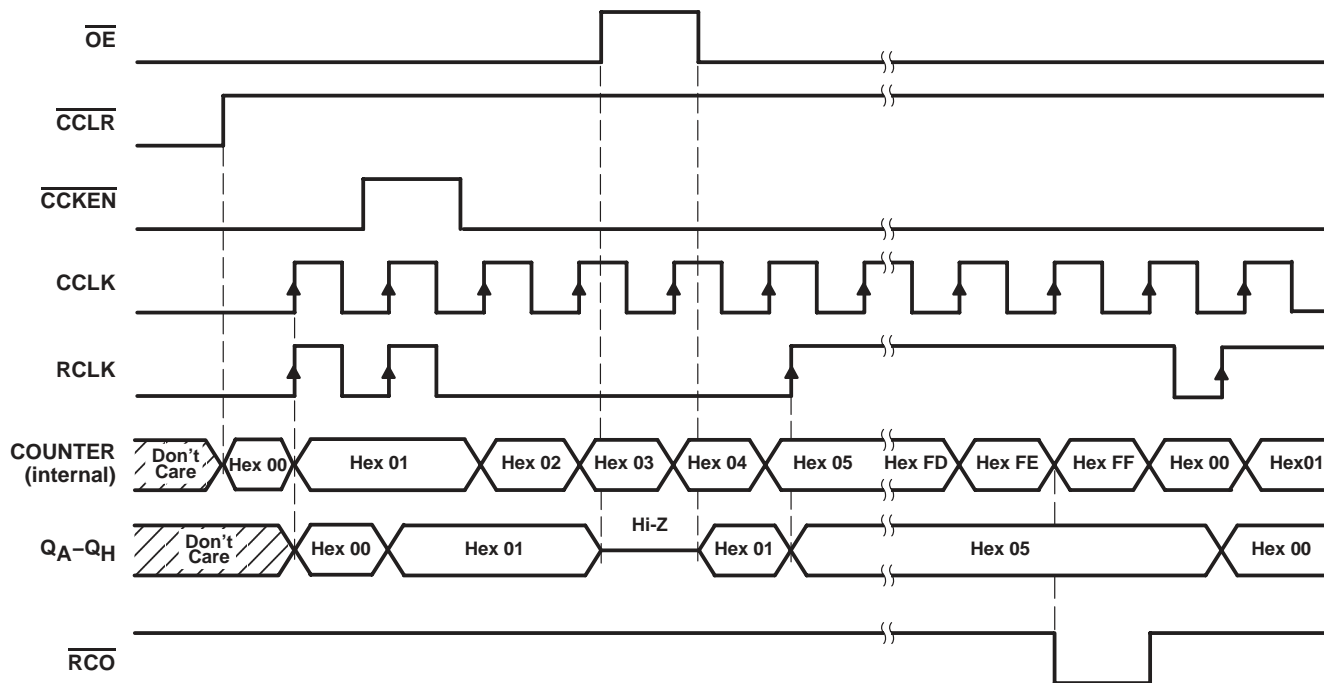 OE
CCLR
CCKEN
CCLK
RCLK
COUNTER
(internal)
Don't
Care
Hex 00
Hex 01
Hex 02
Hex 03
Hex 04
Hex 05
Hex FD
Hex FE
Hex FF
Hex 00
Hex01
QA–QH
Don't
Care
Hex 00
Hex 01
Hi-Z
Hex 01
Hex 05
Hex 00
RCO